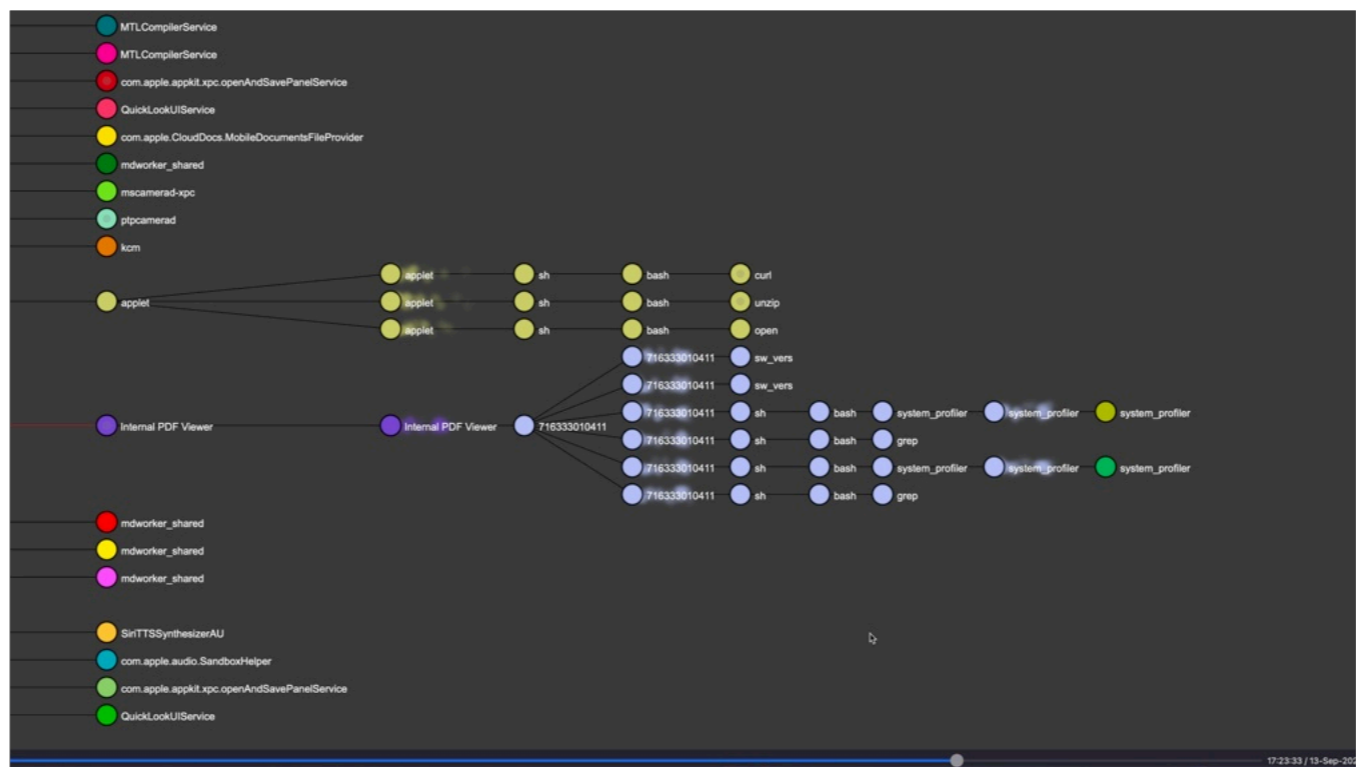 MTLCompilerService
MTLCompilerService
com.apple.appkit.xpc.openAndSavePanelService
QuickLookUIService
com.apple.CloudDocs.MobileDocumentsFileProvider
mdworker_shared
mscamerad-xpc
ptpcamerad
kcm
applet sh bash curl
applet applet sh bash unzip
applet sh bash open
716333010411 sw_vers
716333010411 sw_vers
716333010411 sh bash system_profiler system_profiler system_profiler
Internal PDF Viewer Internal PDF Viewer 716333010411
716333010411 sh bash grep
716333010411 sh bash system_profiler system_profiler system_profiler
716333010411 sh bash grep
mdworker_shared
mdworker_shared
mdworker_shared
SiriTTSSynthesizerAU
com.apple.audio.SandboxHelper
com.apple.appkit.xpc.openAndSavePanelService
QuickLookUIService
17:23:33 / 13-Sep-202